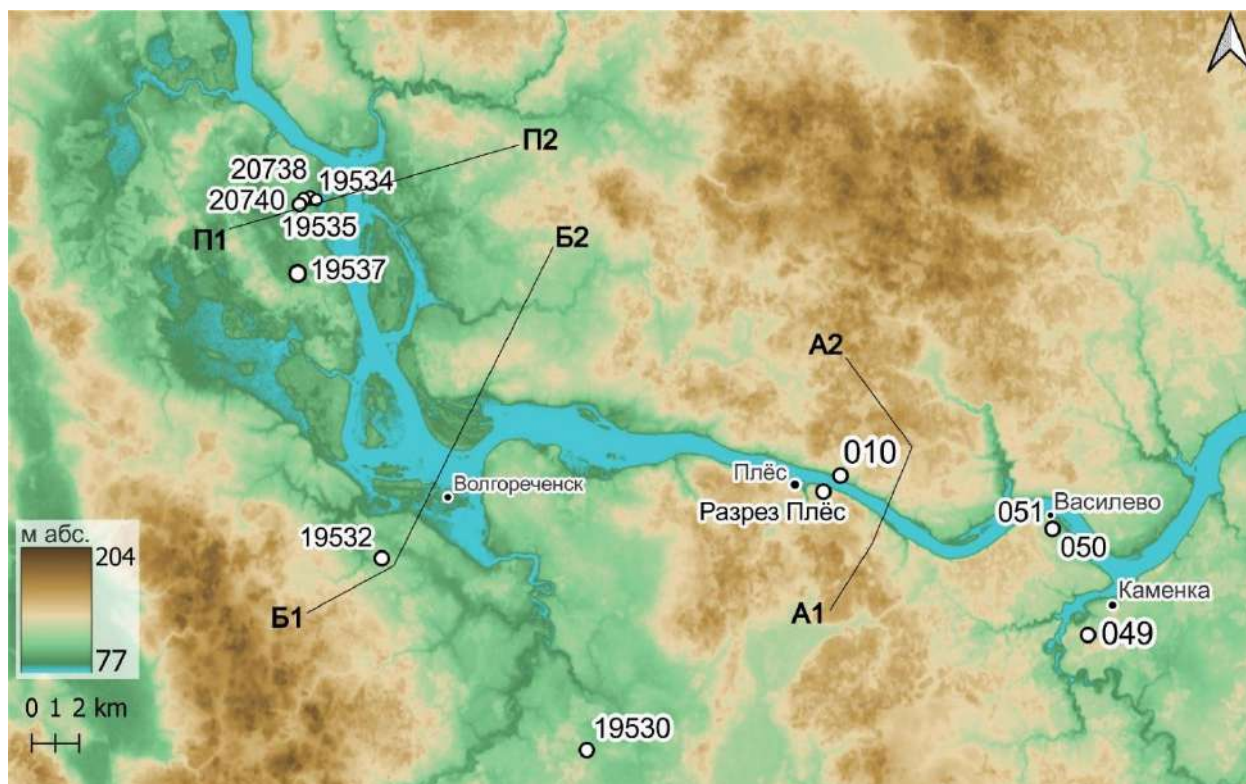 П2
20738
19534
20740
19535
П1
Б2
19537
А2
010
Плёс
Волгореченск
Разрез Плёс
051
Василево
050
м абс.
204
19532
Каменка
Б1
А1
049
77
0 1 2 km
19530